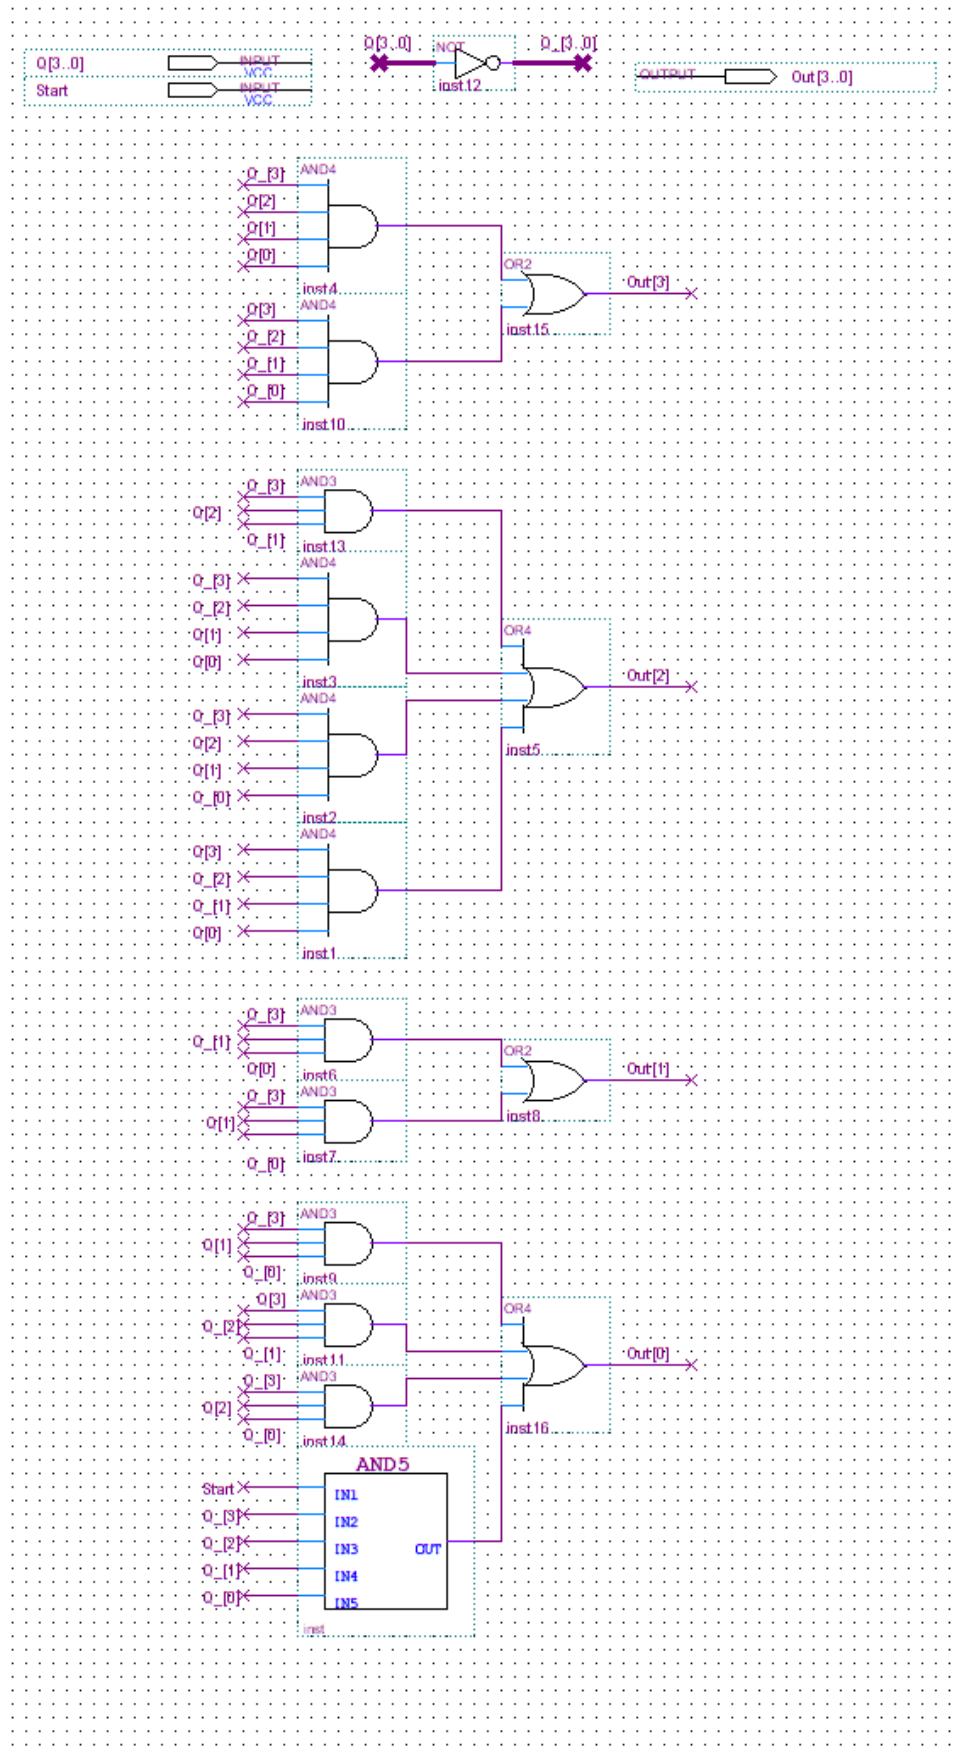 Q[3..0] INPUT
VCC
Start INPUT
VCC
Q[3..0] NOT Q_[3..0]
inst12
OUTPUT Out[3..0]
AND4
Q_[3]
Q[2]
Q[1]
Q[0]
inst4
AND4
Q[3]
Q_[2]
Q_[1]
Q_[0]
inst10
OR2
Out[3]
inst15
AND3
Q_[3]
Q[2]
Q_[1]
inst13
AND4
Q_[3]
Q_[2]
Q[1]
Q[0]
inst3
AND4
Q_[3]
Q[2]
Q[1]
Q_[0]
inst2
AND4
Q[3]
Q_[2]
Q_[1]
Q[0]
inst1
OR4
Out[2]
inst5
AND3
Q_[3]
Q_[1]
Q[0]
inst6
AND3
Q_[3]
Q[1]
Q_[0]
inst7
OR2
Out[1]
inst8
AND3
Q_[3]
Q[1]
Q_[0]
inst9
AND3
Q[3]
Q_[2]
Q_[1]
inst11
AND3
Q_[3]
Q[2]
Q_[0]
inst14
OR4
Out[0]
inst16
AND5
Start IN1
Q_[3] IN2
Q_[2] IN3 OUT
Q_[1] IN4
Q_[0] IN5
inst